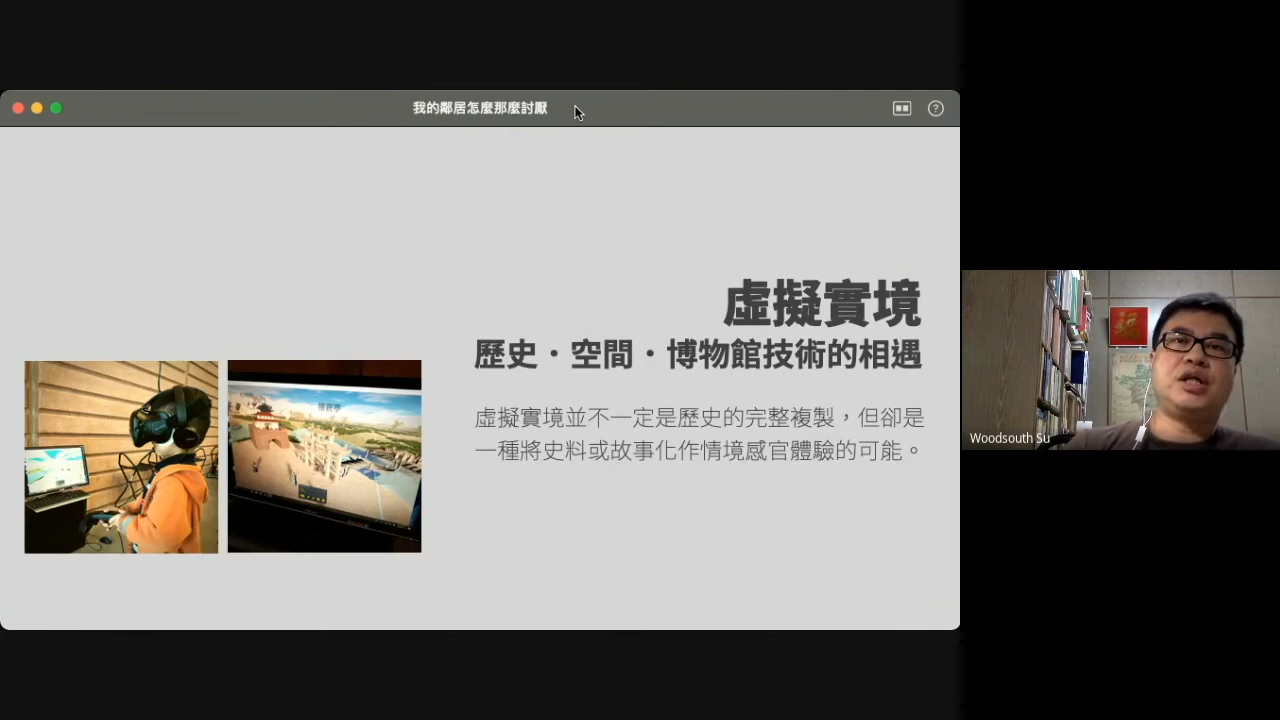 我的鄰居怎麼那麼討厭
虛擬實境
歷史・空間・博物館技術的相遇
虛擬實境並不一定是歷史的完整複製，但卻是
一種將史料或故事化作情境感官體驗的可能。
Woodsouth Su